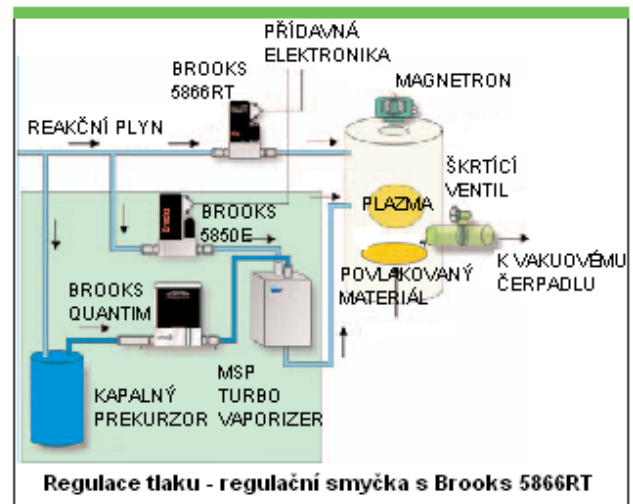 PŘÍDAVNÁ
ELEKTRONIKA
BROOKS
5866RT
MAGNETRON
REAKČNÍ PLYN
ŠKRTÍCÍ
VENTIL
PLAZMA
BROOKS
5850E
K VAKUOVÉMU
ČERPADLU
POVLAKOVANÝ
MATERIÁL
BROOKS
QUANTIM
KAPALNÝ
PREKURZOR
MSP
TURBO
VAPORIZER
Regulace tlaku - regulační smyčka s Brooks 5866RT